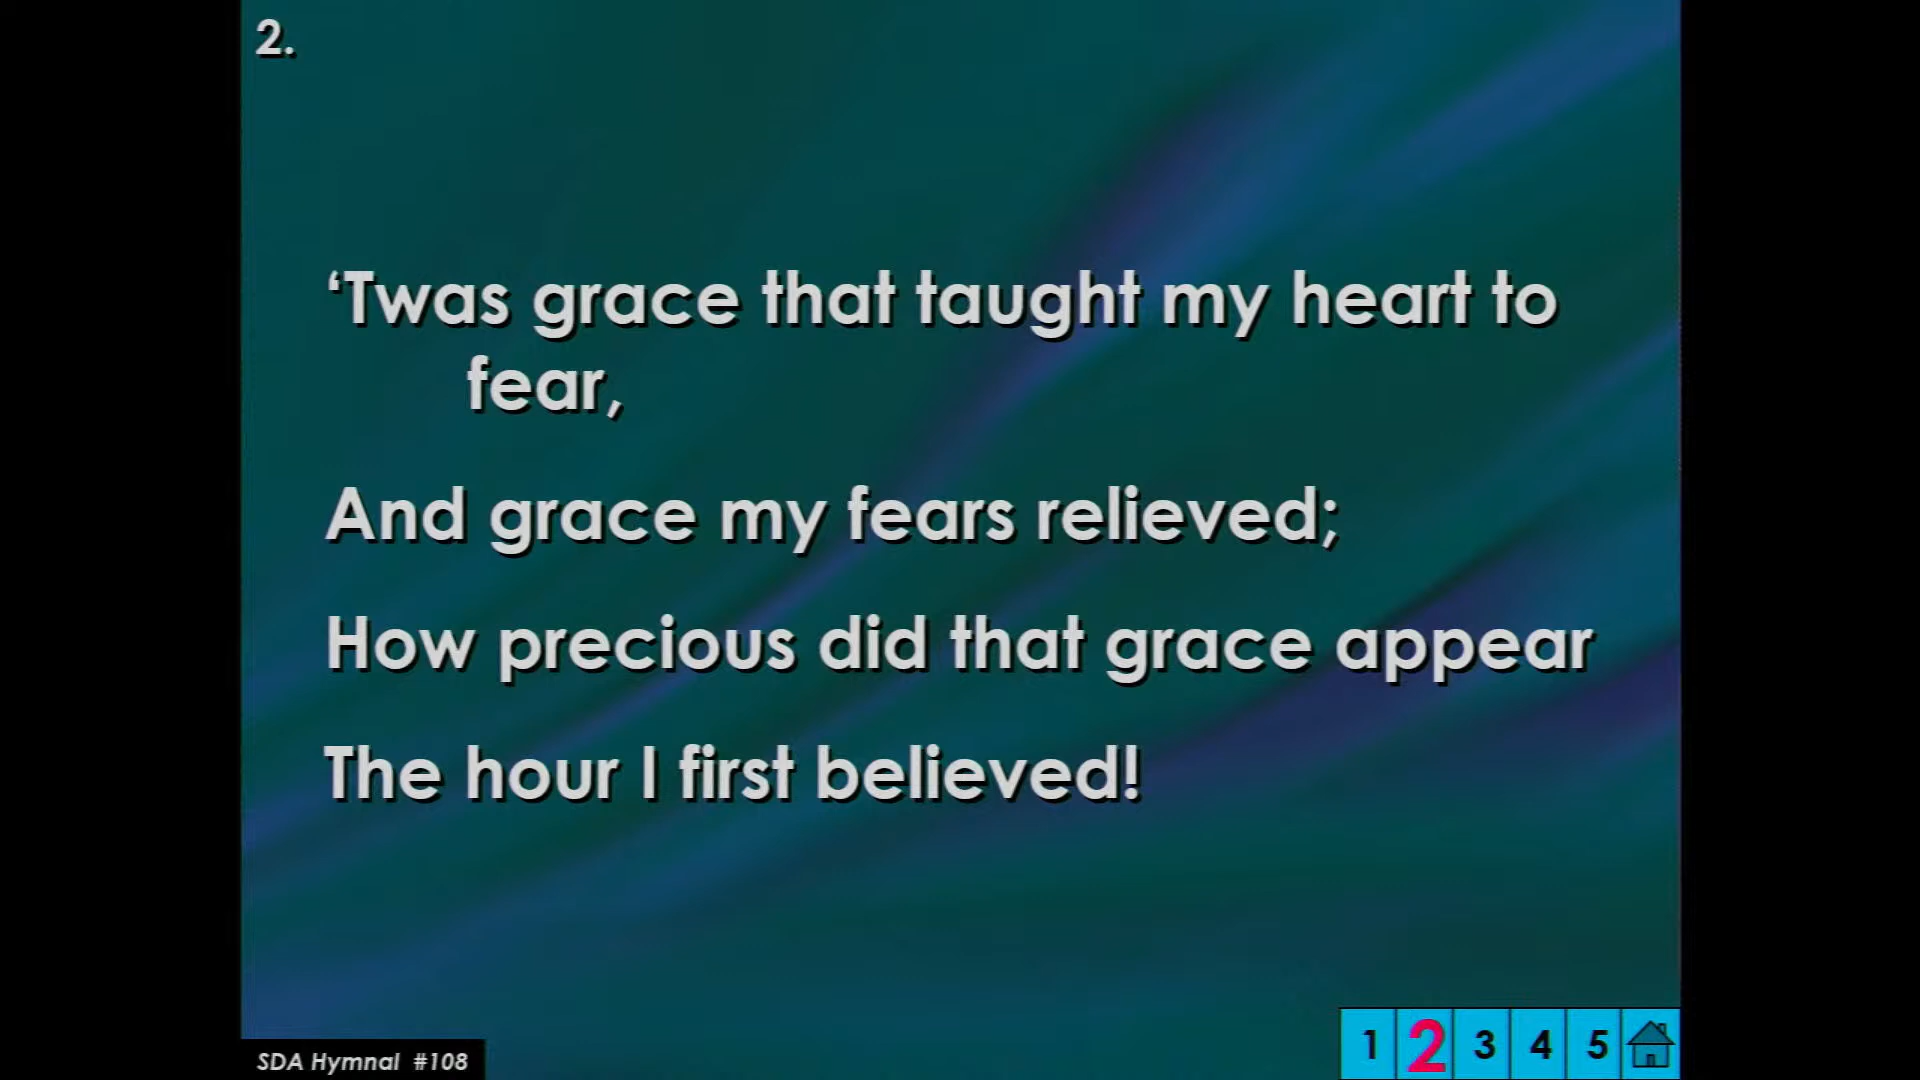 2.
‘Twas grace that taught my heart to
fear,
And grace my fears relieved;
How precious did that grace appear
The hour I first believed!
SDA Hymnal #108
1 2 3 4 5